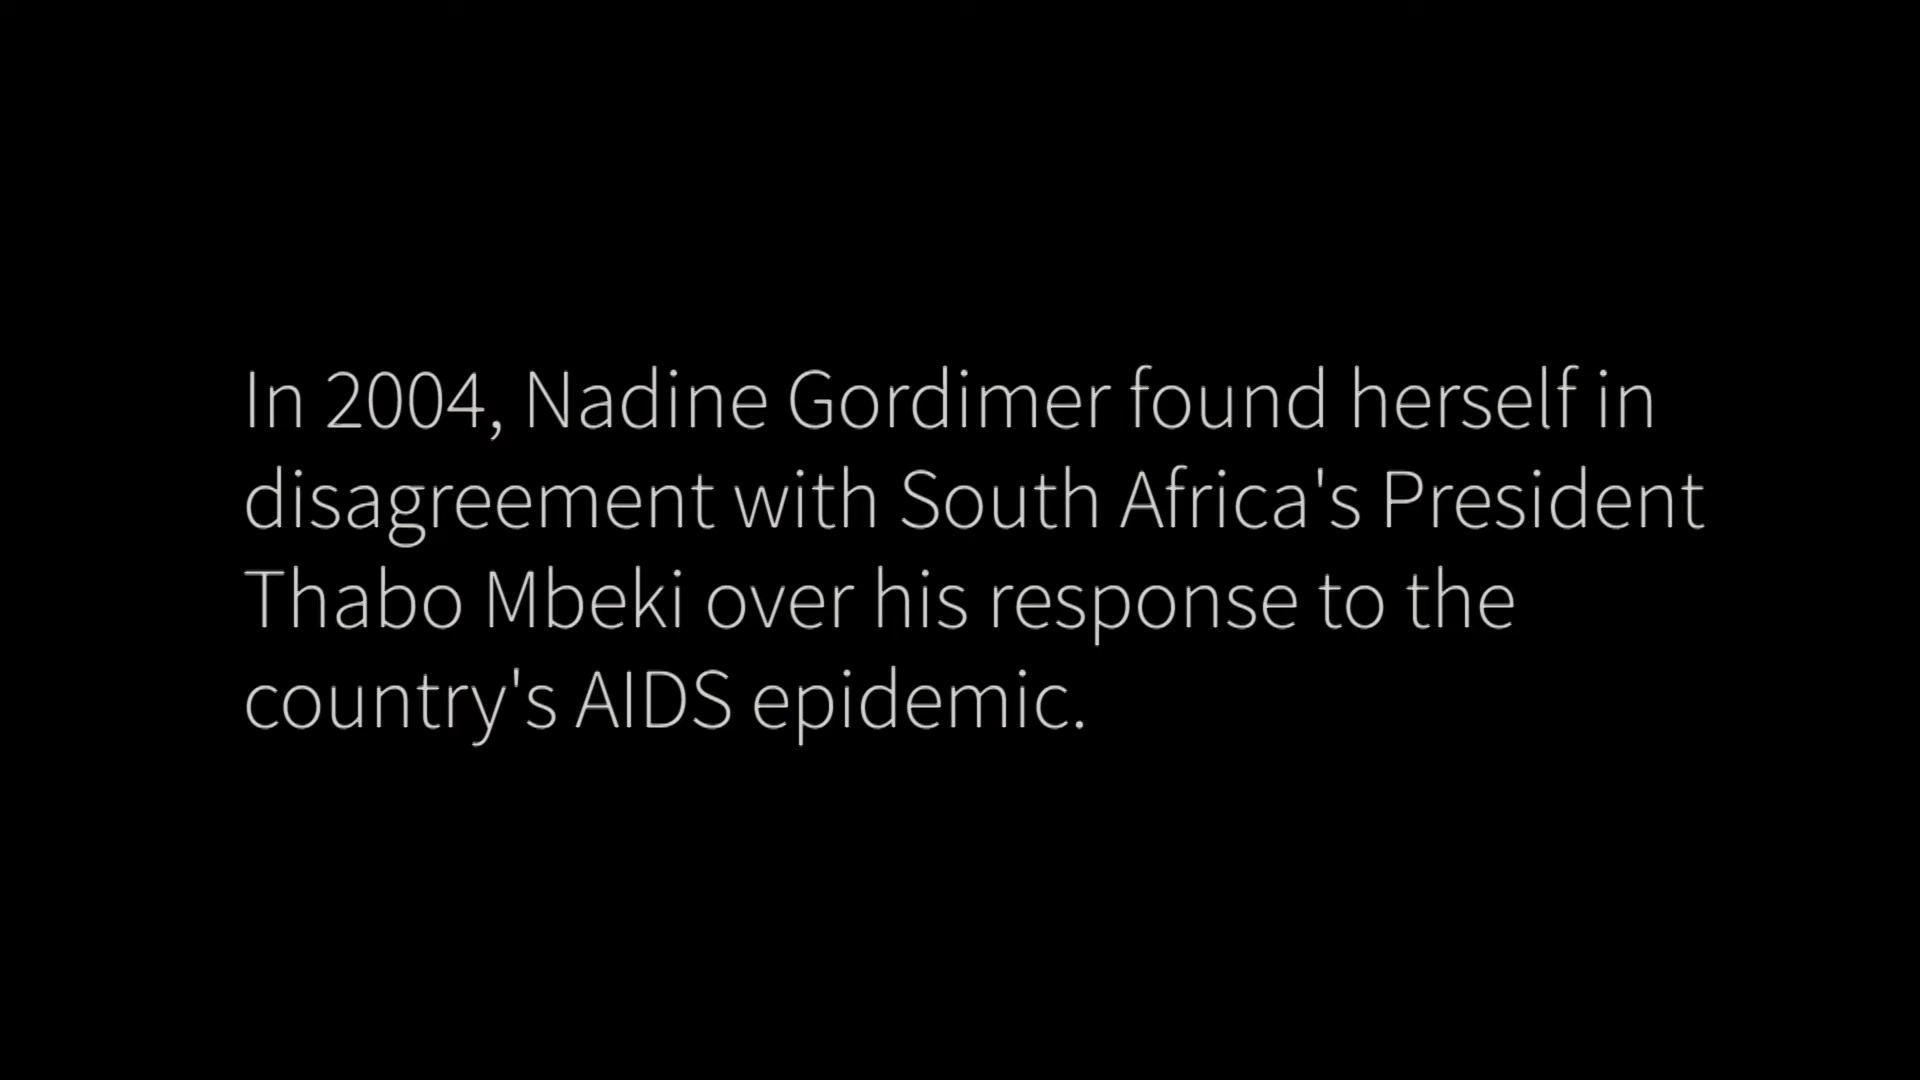 In 2004, Nadine Gordimer found herself in
disagreement with South Africa's President
Thabo Mbeki over his response to the
country's AIDS epidemic.